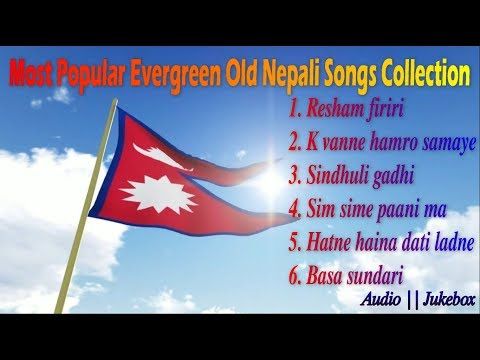 Most Popular Evergreen Old Nepali Songs Collection
1. Resham firiri
2. K vanne hamro samaye
3. Sindhuli gadhi
4. Sim sime paani ma
5. Hatne haina dati ladne
6. Basa sundari
Audio || Jukebox